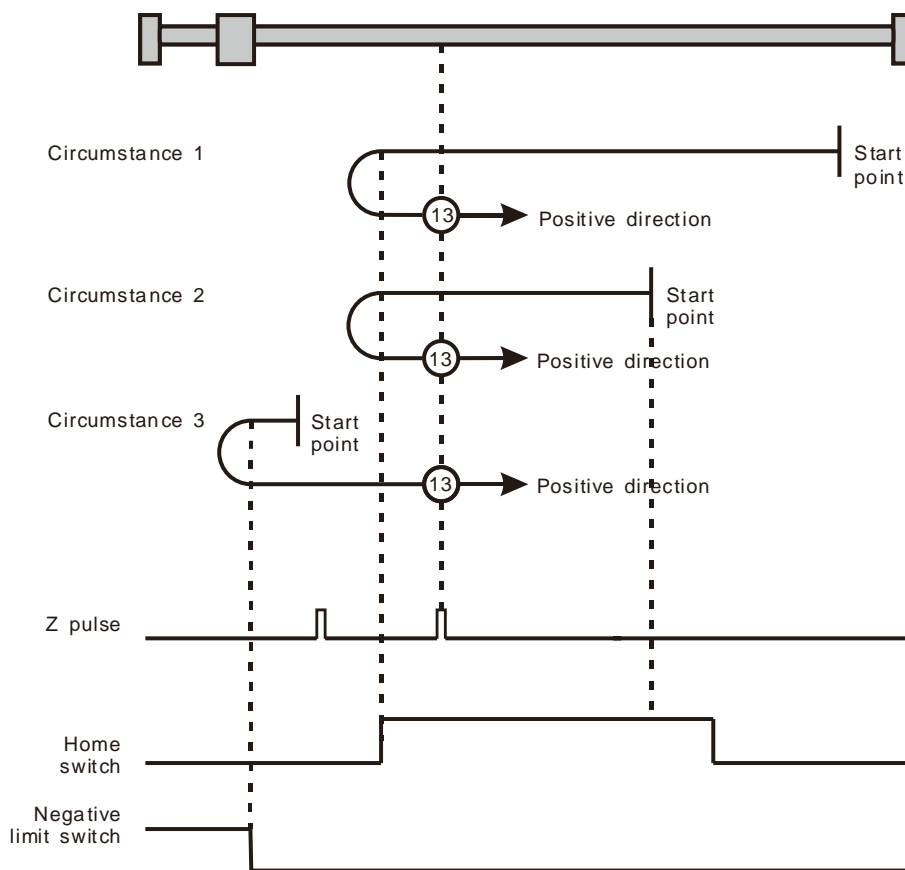 Circumstance 1
Start
point
13
Positive direction
Circumstance 2
Start
point
13
Positive direction
Circumstance 3
Start
point
13
Positive direction
Z pulse
Home
switch
Negative
limit switch